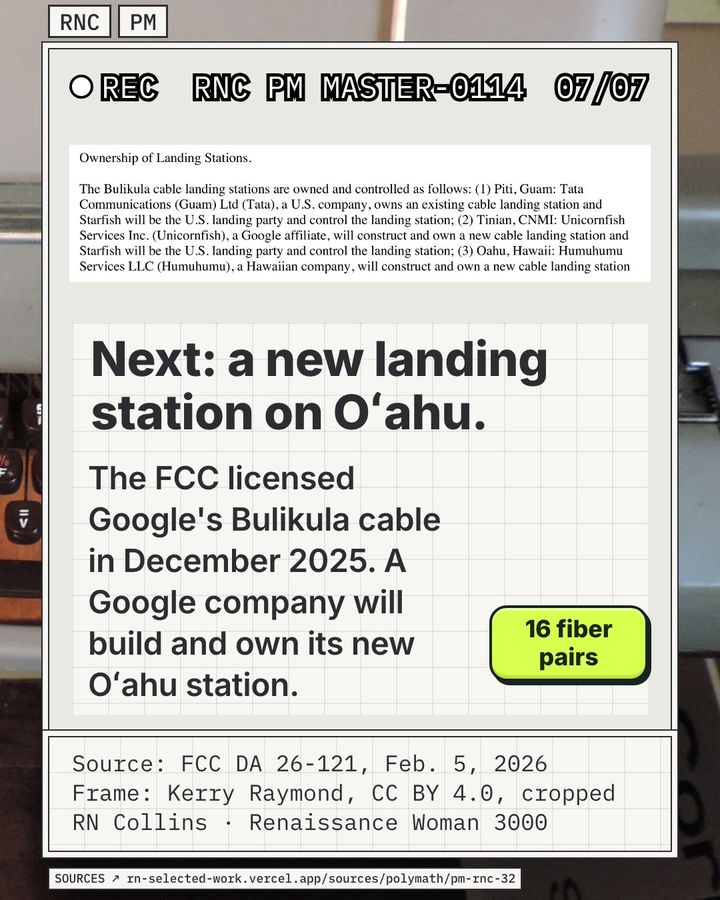 RNC PM
REC RNC PM MASTER-0114 07/07
Ownership of Landing Stations.
The Bulikula cable landing stations are owned and controlled as follows: (1) Piti, Guam: Tata
Communications (Guam) Ltd (Tata), a U.S. company, owns an existing cable landing station and
Starfish will be the U.S. landing party and control the landing station; (2) Tinian, CNMI: Unicornfish
Services Inc. (Unicornfish), a Google affiliate, will construct and own a new cable landing station and
Starfish will be the U.S. landing party and control the landing station; (3) Oahu, Hawaii: Humuhumu
Services LLC (Humuhumu), a Hawaiian company, will construct and own a new cable landing station
Next: a new landing
station on Oʻahu.
The FCC licensed
Google's Bulikula cable
in December 2025. A
Google company will
build and own its new
Oʻahu station.
16 fiber
pairs
Source: FCC DA 26-121, Feb. 5, 2026
Frame: Kerry Raymond, CC BY 4.0, cropped
RN Collins · Renaissance Woman 3000
SOURCES ↗ rn-selected-work.vercel.app/sources/polymath/pm-rnc-32